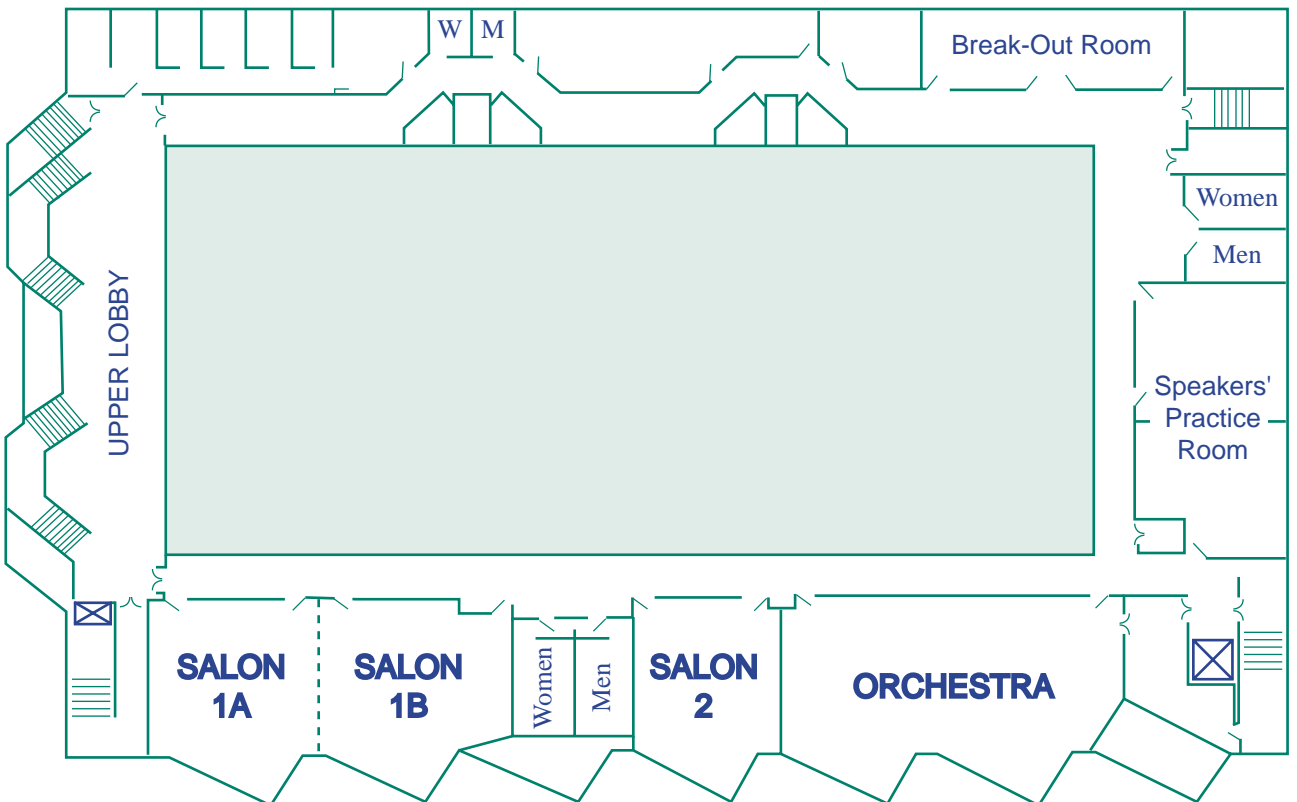 W M
Break-Out Room
Women
Men
UPPER LOBBY
Speakers'
Practice
Room
SALON
1A
SALON
1B
Women
Men
SALON
2
ORCHESTRA